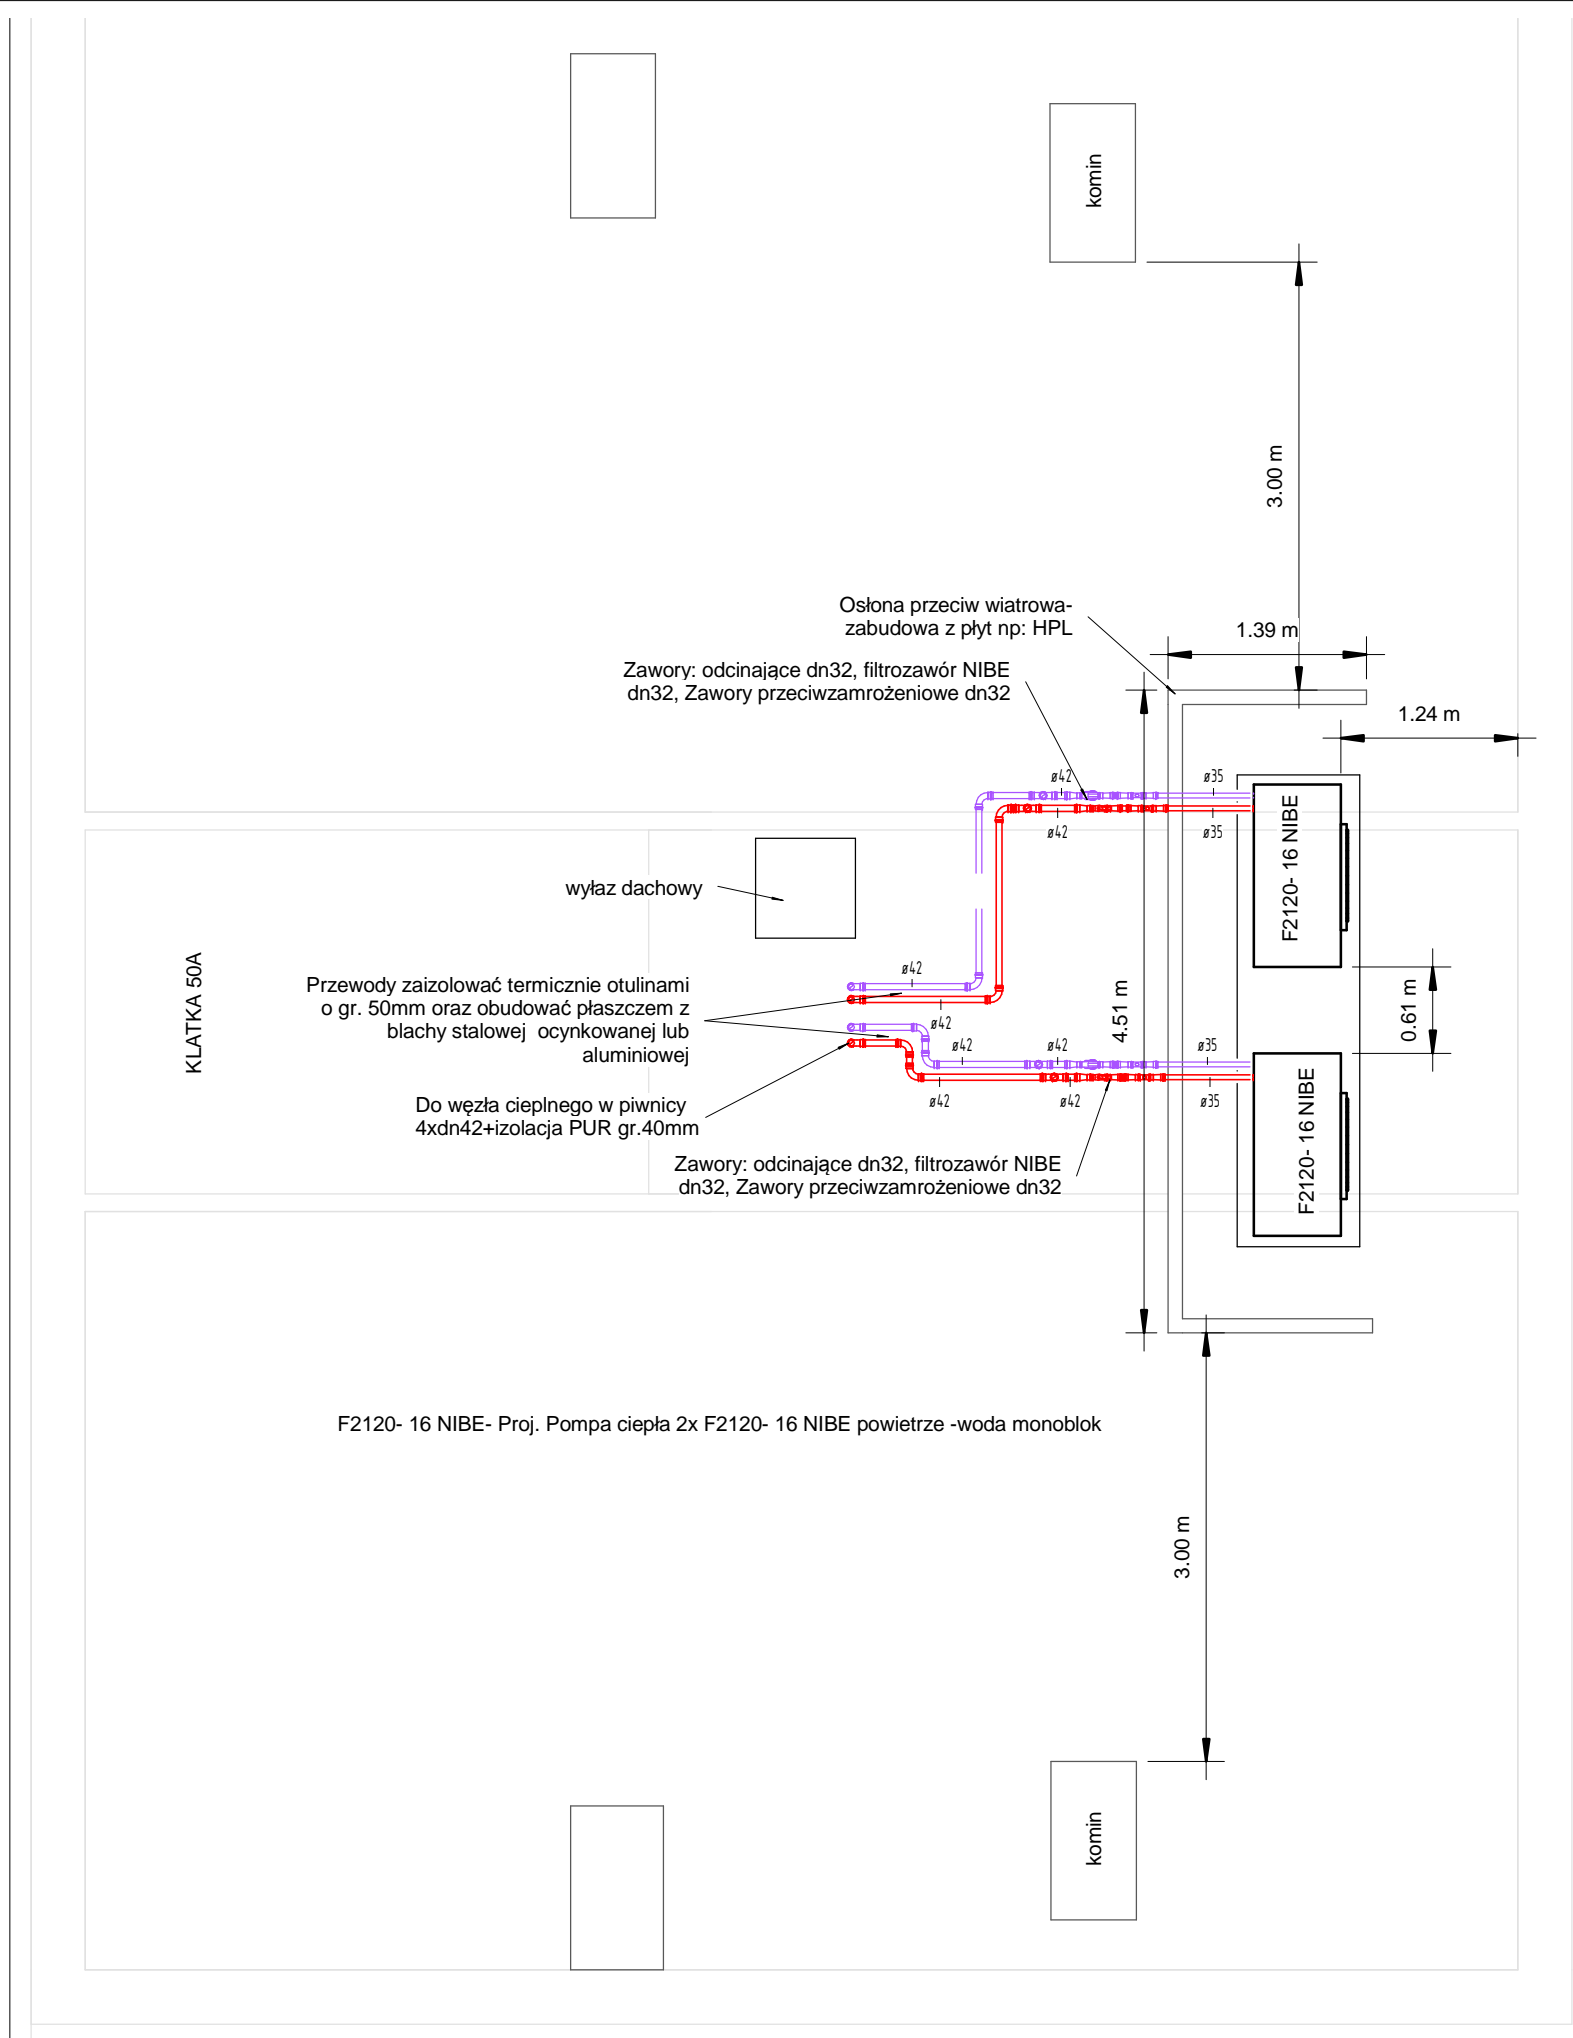 komin
3.00 m
Osłona przeciw wiatrowa-
zabudowa z płyt np: HPL
1.39 m
Zawory: odcinające dn32, filtrozawór NIBE
dn32, Zawory przeciwzamrożeniowe dn32
1.24 m
ø42
ø35
ø42
ø35
F2120- 16 NIBE
wyłaz dachowy
KLATKA 50A
Przewody zaizolować termicznie otulinami
o gr. 50mm oraz obudować płaszczem z
blachy stalowej ocynkowanej lub
aluminiowej
ø42
ø42
4.51 m
0.61 m
ø42
ø42
ø35
ø42
ø42
ø35
F2120- 16 NIBE
Do węzła cieplnego w piwnicy
4xdn42+izolacja PUR gr.40mm
Zawory: odcinające dn32, filtrozawór NIBE
dn32, Zawory przeciwzamrożeniowe dn32
F2120- 16 NIBE- Proj. Pompa ciepła 2x F2120- 16 NIBE powietrze -woda monoblok
3.00 m
komin